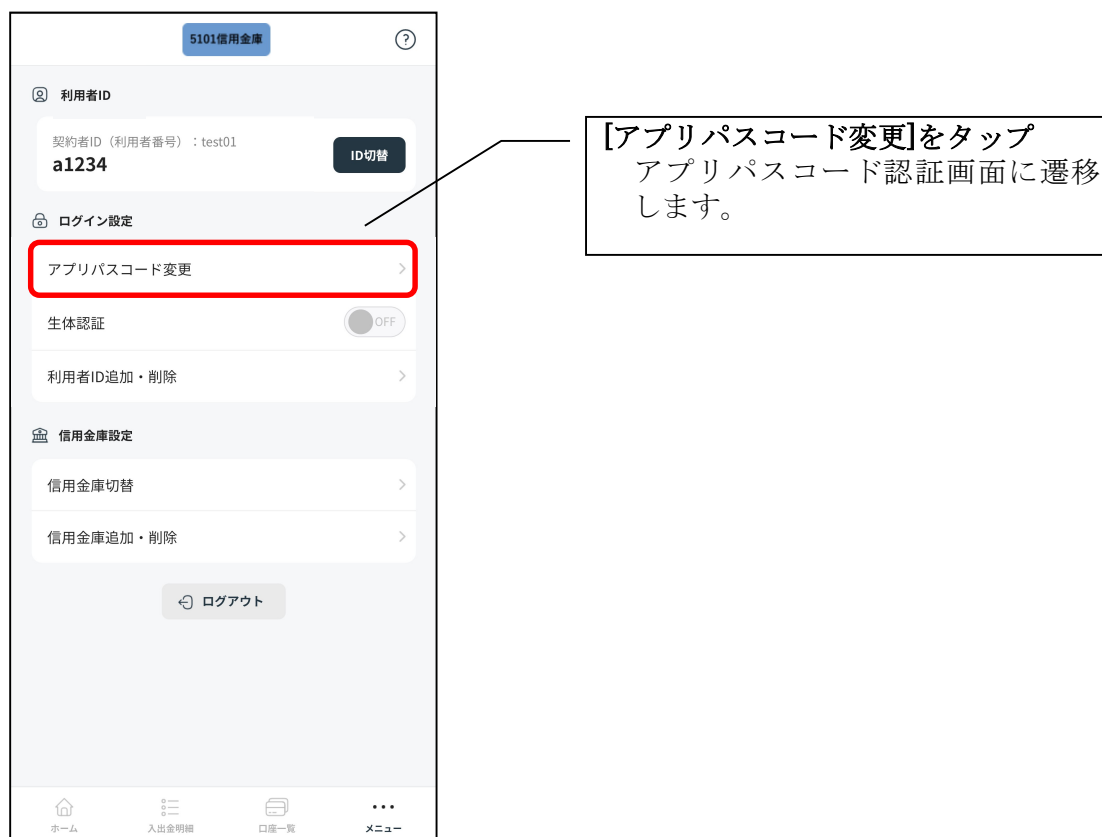 5101信用金庫
?
利用者ID
契約者ID（利用者番号）：test01
a1234
ID切替
ログイン設定
アプリパスコード変更
生体認証
OFF
利用者ID追加・削除
信用金庫設定
信用金庫切替
信用金庫追加・削除
ログアウト
ホーム
入出金明細
口座一覧
メニュー
[アプリパスコード変更]をタップ
アプリパスコード認証画面に遷移
します。